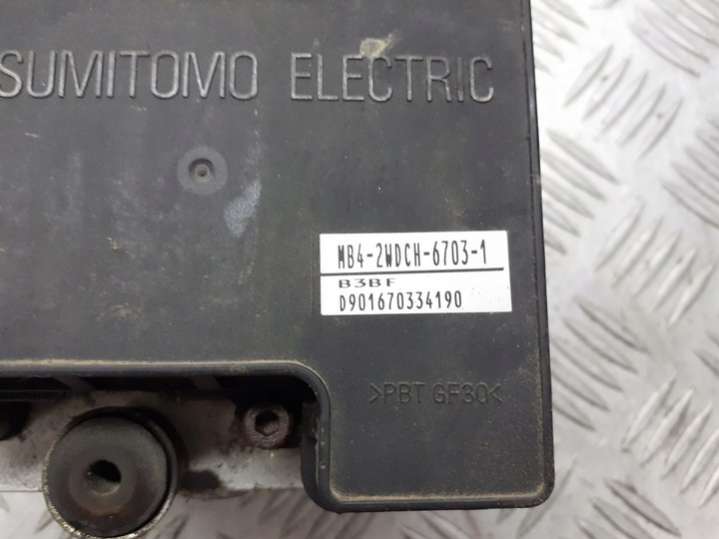 SUMITOMO ELECTRIC
MB4-2WDCH-6703-1
B3BF
D901670334190
>PBT GF30<